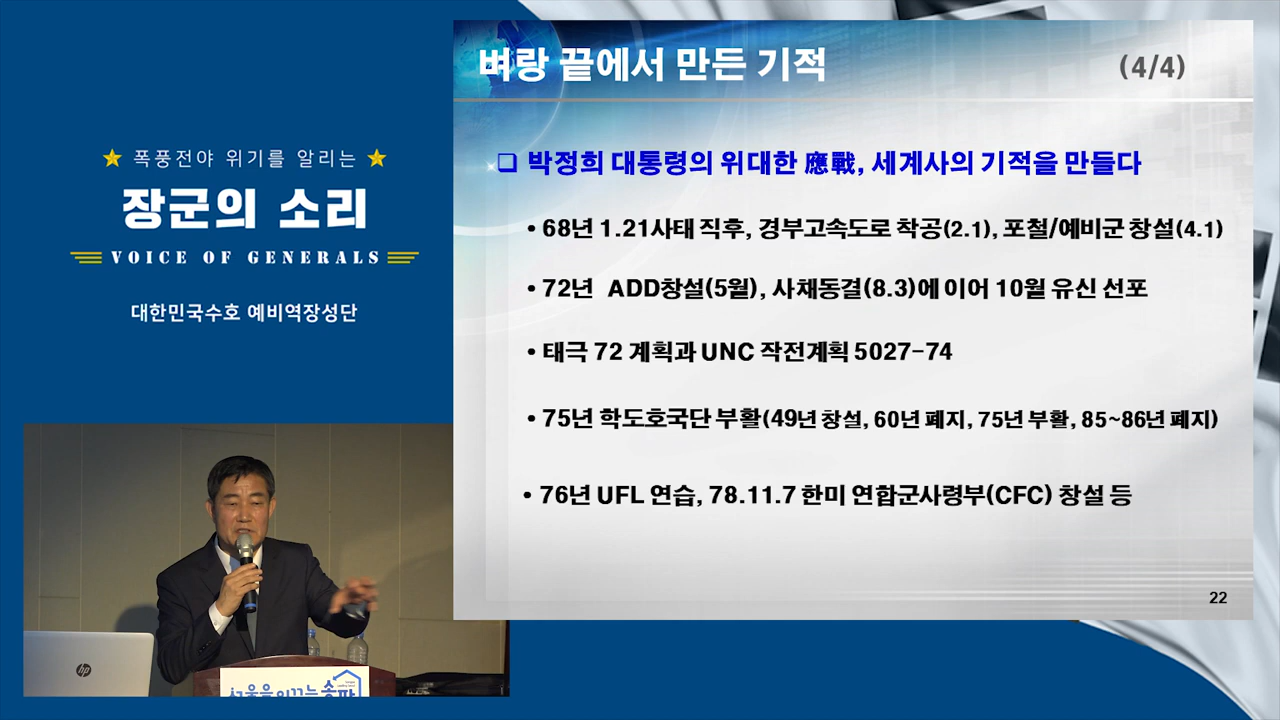 폭풍전야 위기를 알리는
장군의 소리
VOICE OF GENERALS
대한민국수호 예비역장성단
벼랑 끝에서 만든 기적
(4/4)
❑ 박정희 대통령의 위대한 應戰, 세계사의 기적을 만들다
• 68년 1.21사태 직후, 경부고속도로 착공(2.1), 포철/예비군 창설(4.1)
• 72년 ADD창설(5월), 사채동결(8.3)에 이어 10월 유신 선포
• 태극 72 계획과 UNC 작전계획 5027-74
• 75년 학도호국단 부활(49년 창설, 60년 폐지, 75년 부활, 85~86년 폐지)
• 76년 UFL 연습, 78.11.7 한미 연합군사령부(CFC) 창설 등
22
hp
서울을 이끄는 송파